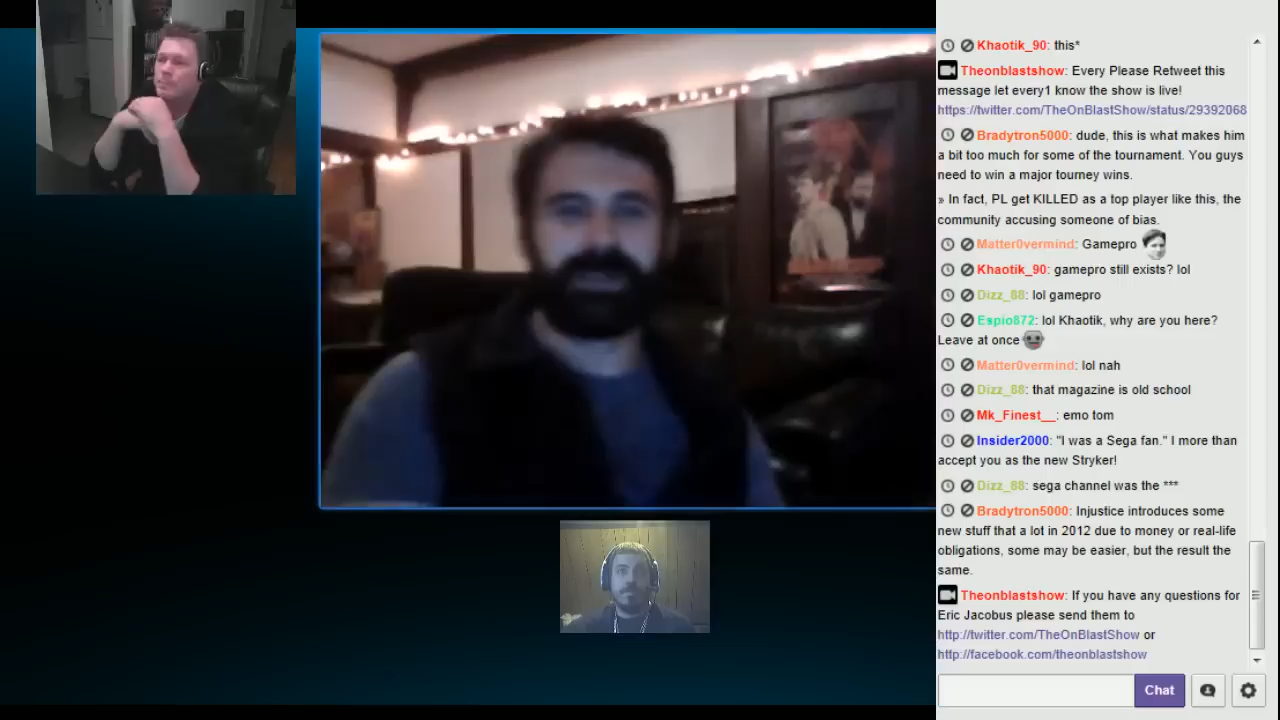 Khaotik_90: this*
Theonblastshow: Every Please Retweet this
message let every1 know the show is live!
https://twitter.com/TheOnBlastShow/status/29392068
Bradytron5000: dude, this is what makes him
a bit too much for some of the tournament. You guys
need to win a major tourney wins.
» In fact, PL get KILLED as a top player like this, the
community accusing someone of bias.
Matter0vermind: Gamepro
Khaotik_90: gamepro still exists? lol
Dizz_88: lol gamepro
Espio872: lol Khaotik, why are you here?
Leave at once
Matter0vermind: lol nah
Dizz_88: that magazine is old school
Mk_Finest__: emo tom
Insider2000: "I was a Sega fan." I more than
accept you as the new Stryker!
Dizz_88: sega channel was the ***
Bradytron5000: Injustice introduces some
new stuff that a lot in 2012 due to money or real-life
obligations, some may be easier, but the result the
same.
Theonblastshow: If you have any questions for
Eric Jacobus please send them to
http://twitter.com/TheOnBlastShow or
http://facebook.com/theonblastshow
Chat